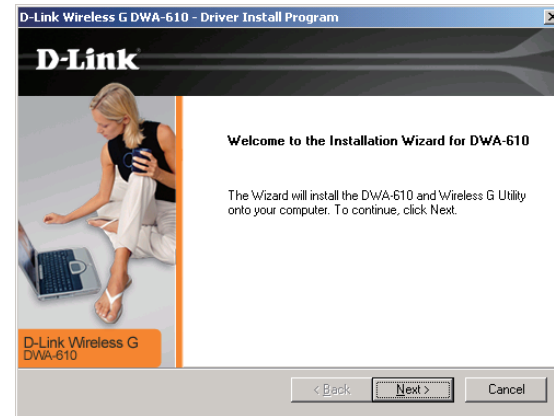 D-Link Wireless G DWA-610 - Driver Install Program
D-Link
Welcome to the Installation Wizard for DWA-610
The Wizard will install the DWA-610 and Wireless G Utility
onto your computer. To continue, click Next.
D-Link Wireless G
DWA-610
< Back
Next >
Cancel